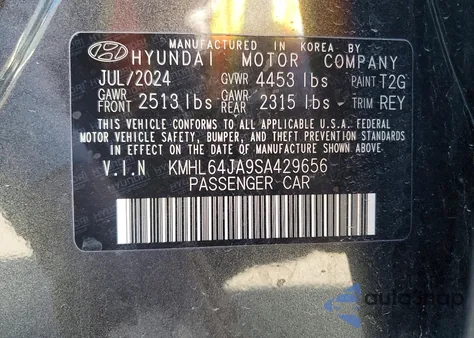 MANUFACTURED IN KOREA BY
HYUNDAI MOTOR COMPANY
JUL/2024 GVWR 4453 lbs PAINT T2G
GAWR FRONT 2513 lbs GAWR REAR 2315 lbs TRIM REY
THIS VEHICLE CONFORMS TO ALL APPLICABLE U.S.A. FEDERAL
MOTOR VEHICLE SAFETY, BUMPER, AND THEFT PREVENTION STANDARDS
IN EFFECT ON THE DATE OF MANUFACTURE SHOWN ABOVE.
V.I.N KMHL64JA9SA429656
PASSENGER CAR
autosnap